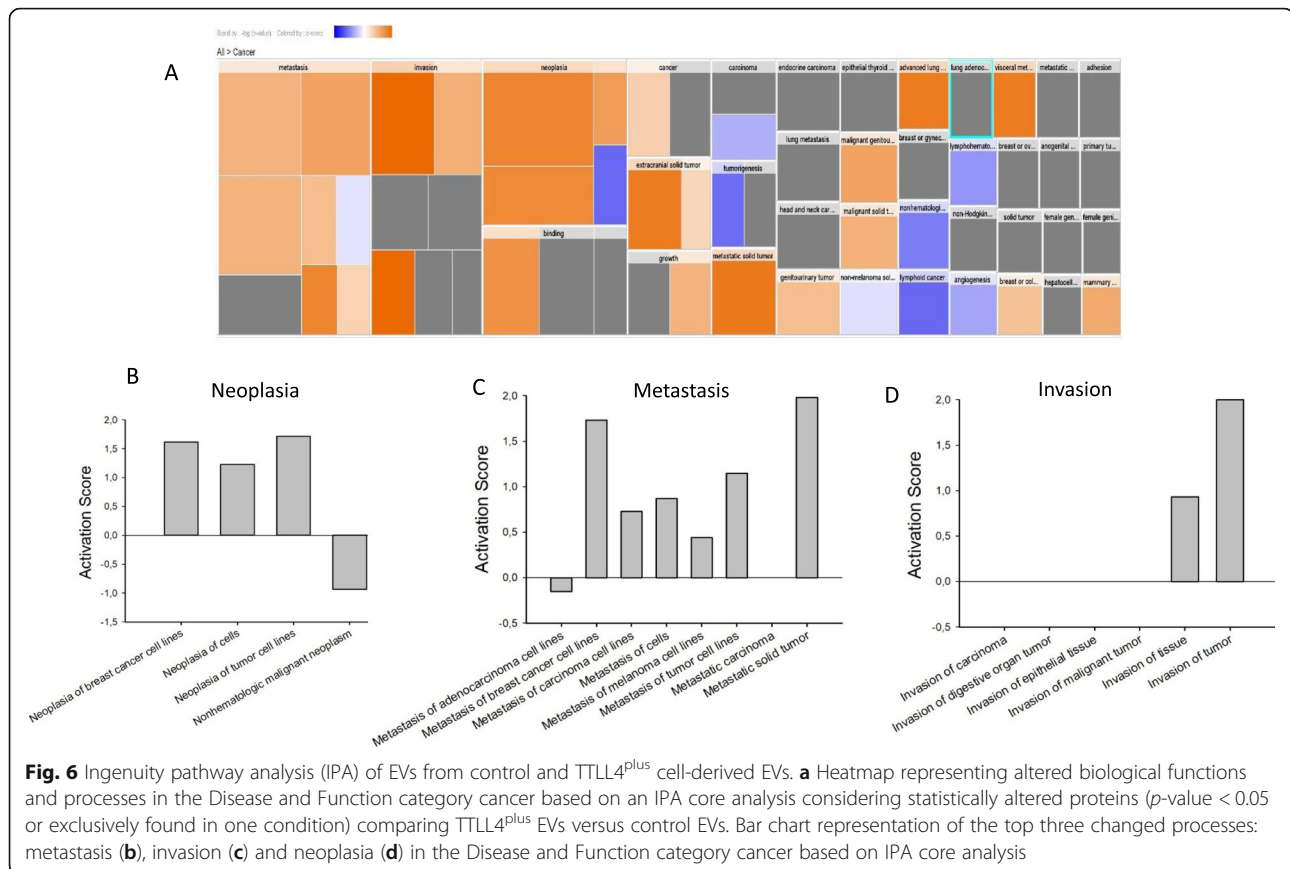 Sized by : -log (p-value) Colored by : z-score
All > Cancer
A
metastasis
invasion
neoplasia
cancer
carcinoma
endocrine carcinoma
epithelial thyroid ...
advanced lung ...
lung adenoc...
visceral met...
metastatic ...
adhesion
lung metastasis
malignant genitou...
breast or gynec...
lymphohemato...
breast or ov...
anogenital ...
primary tu...
extracranial solid tumor
tumorigenesis
head and neck car...
malignant solid t...
nonhematologi...
non-Hodgkin...
solid tumor
female gen...
female geni...
binding
growth
metastatic solid tumor
genitourinary tumor
non-melanoma sol...
lymphoid cancer
angiogenesis
breast or col...
hepatocell...
mammary ...
B
Neoplasia
Activation Score
2,0
1,5
1,0
0,5
0,0
-0,5
-1,0
-1,5
Neoplasia of breast cancer cell lines
Neoplasia of cells
Neoplasia of tumor cell lines
Nonhematologic malignant neoplasm
C
Metastasis
Activation Score
2,0
1,5
1,0
0,5
0,0
-0,5
Metastasis of adenocarcinoma cell lines
Metastasis of breast cancer cell lines
Metastasis of carcinoma cell lines
Metastasis of cells
Metastasis of melanoma cell lines
Metastasis of tumor cell lines
Metastatic carcinoma
Metastatic solid tumor
D
Invasion
Activation Score
2,0
1,5
1,0
0,5
0,0
-0,5
Invasion of carcinoma
Invasion of digestive organ tumor
Invasion of epithelial tissue
Invasion of malignant tumor
Invasion of tissue
Invasion of tumor
Fig. 6 Ingenuity pathway analysis (IPA) of EVs from control and TTLL4plus cell-derived EVs. a Heatmap representing altered biological functions
and processes in the Disease and Function category cancer based on an IPA core analysis considering statistically altered proteins (p-value < 0.05
or exclusively found in one condition) comparing TTLL4plus EVs versus control EVs. Bar chart representation of the top three changed processes:
metastasis (b), invasion (c) and neoplasia (d) in the Disease and Function category cancer based on IPA core analysis